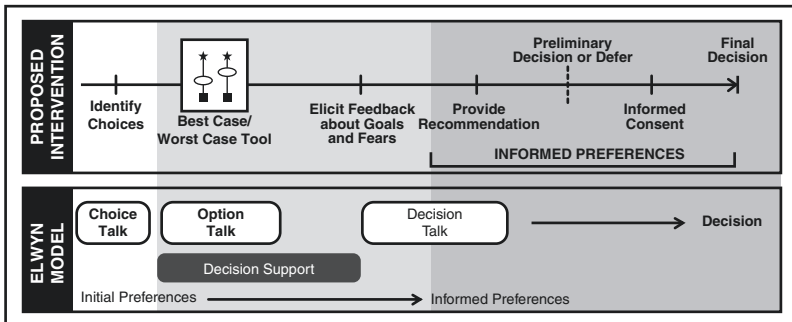 PROPOSED
INTERVENTION
Identify
Choices
Best Case/
Worst Case Tool
Elicit Feedback
about Goals
and Fears
Provide
Recommendation
Preliminary
Decision or Defer
Informed
Consent
Final
Decision
INFORMED PREFERENCES
ELWYN
MODEL
Choice
Talk
Option
Talk
Decision
Talk
Decision
Decision Support
Initial Preferences
Informed Preferences